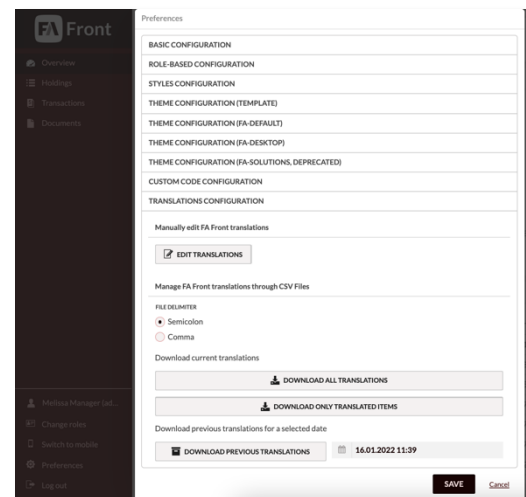 FA Front
Overview
Holdings
Transactions
Documents
Melissa Manager (ad...
Change roles
Switch to mobile
Preferences
Log out
Preferences
BASIC CONFIGURATION
ROLE-BASED CONFIGURATION
STYLES CONFIGURATION
THEME CONFIGURATION (TEMPLATE)
THEME CONFIGURATION (FA-DEFAULT)
THEME CONFIGURATION (FA-DESKTOP)
THEME CONFIGURATION (FA-SOLUTIONS, DEPRECATED)
CUSTOM CODE CONFIGURATION
TRANSLATIONS CONFIGURATION
Manually edit FA Front translations
EDIT TRANSLATIONS
Manage FA Front translations through CSV Files
FILE DELIMITER
Semicolon
Comma
Download current translations
DOWNLOAD ALL TRANSLATIONS
DOWNLOAD ONLY TRANSLATED ITEMS
Download previous translations for a selected date
DOWNLOAD PREVIOUS TRANSLATIONS 16.01.2022 11:39
SAVE Cancel